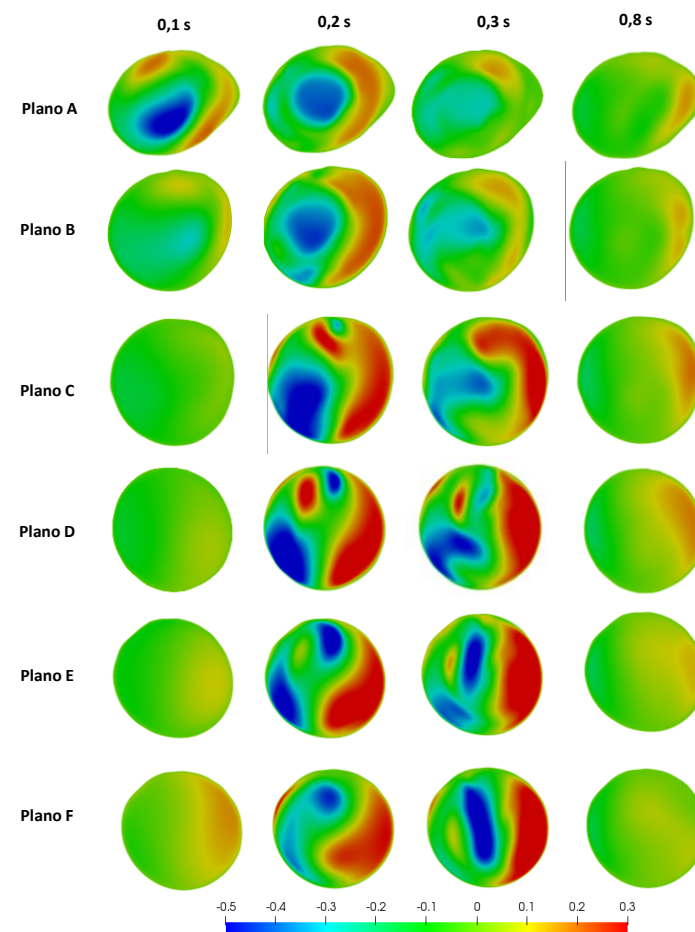 0,1 s 0,2 s 0,3 s 0,8 s
Plano A
Plano B
Plano C
Plano D
Plano E
Plano F
-0.5 -0.4 -0.3 -0.2 -0.1 0 0.1 0.2 0.3